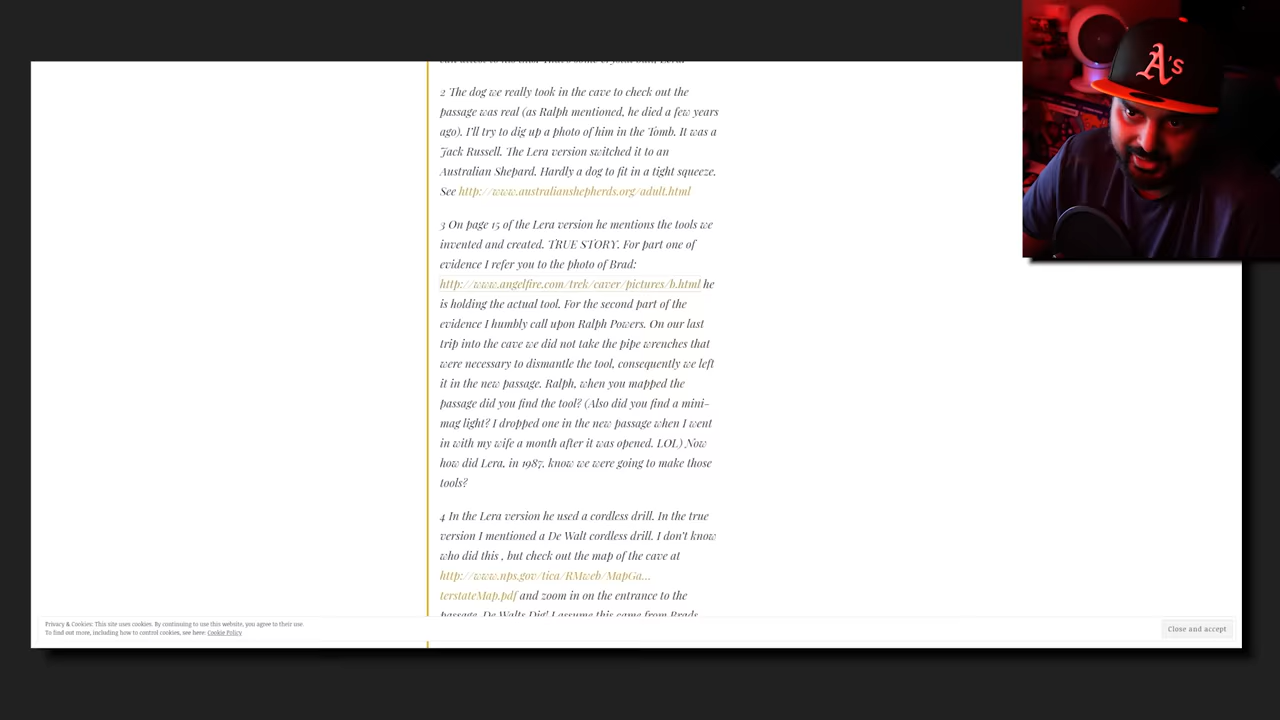 2 The dog we really took in the cave to check out the
passage was real (as Ralph mentioned, he died a few years
ago). I'll try to dig up a photo of him in the Tomb. It was a
Jack Russell. The Lera version switched it to an
Australian Shepard. Hardly a dog to fit in a tight squeeze.
See http://www.australianshepherds.org/adult.html
3 On page 15 of the Lera version he mentions the tools we
invented and created. TRUE STORY. For part one of
evidence I refer you to the photo of Brad:
http://www.angelfire.com/trek/caver/pictures/b.html he
is holding the actual tool. For the second part of the
evidence I humbly call upon Ralph Powers. On our last
trip into the cave we did not take the pipe wrenches that
were necessary to dismantle the tool, consequently we left
it in the new passage. Ralph, when you mapped the
passage did you find the tool? (Also did you find a mini-
mag light? I dropped one in the new passage when I went
in with my wife a month after it was opened. LOL) Now
how did Lera, in 1987, know we were going to make those
tools?
4 In the Lera version he used a cordless drill. In the true
version I mentioned a De Walt cordless drill. I don't know
who did this , but check out the map of the cave at
http://www.nps.gov/tica/RMweb/MapGa...
terstateMap.pdf and zoom in on the entrance to the
passage. De Walts Dig! I assume this came from Brads
Privacy & Cookies: This site uses cookies. By continuing to use this website, you agree to their use.
To find out more, including how to control cookies, see here: Cookie Policy
Close and accept
A's